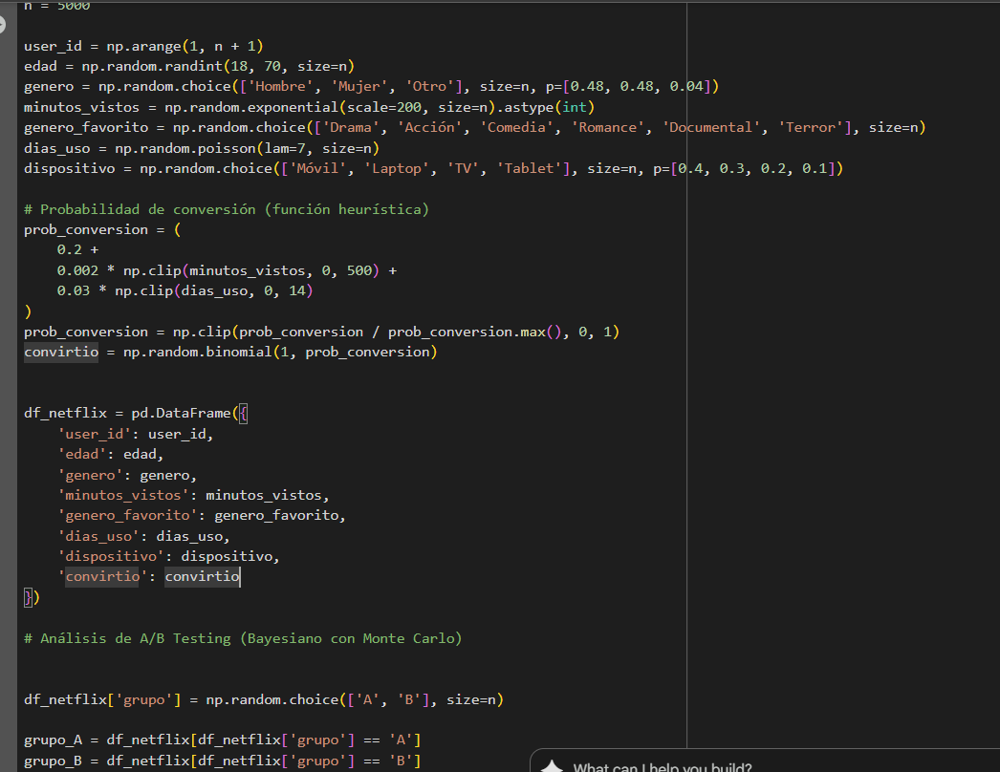 n = 5000
user_id = np.arange(1, n + 1)
edad = np.random.randint(18, 70, size=n)
genero = np.random.choice(['Hombre', 'Mujer', 'Otro'], size=n, p=[0.48, 0.48, 0.04])
minutos_vistos = np.random.exponential(scale=200, size=n).astype(int)
genero_favorito = np.random.choice(['Drama', 'Acción', 'Comedia', 'Romance', 'Documental', 'Terror'], size=n)
dias_uso = np.random.poisson(lam=7, size=n)
dispositivo = np.random.choice(['Móvil', 'Laptop', 'TV', 'Tablet'], size=n, p=[0.4, 0.3, 0.2, 0.1])
# Probabilidad de conversión (función heurística)
prob_conversion = (
    0.2 +
    0.002 * np.clip(minutos_vistos, 0, 500) +
    0.03 * np.clip(dias_uso, 0, 14)
)
prob_conversion = np.clip(prob_conversion / prob_conversion.max(), 0, 1)
convirtio = np.random.binomial(1, prob_conversion)
df_netflix = pd.DataFrame({
    'user_id': user_id,
    'edad': edad,
    'genero': genero,
    'minutos_vistos': minutos_vistos,
    'genero_favorito': genero_favorito,
    'dias_uso': dias_uso,
    'dispositivo': dispositivo,
    'convirtio': convirtio
})
# Análisis de A/B Testing (Bayesiano con Monte Carlo)
df_netflix['grupo'] = np.random.choice(['A', 'B'], size=n)
grupo_A = df_netflix[df_netflix['grupo'] == 'A']
grupo_B = df_netflix[df_netflix['grupo'] == 'B']
What can I help you build?